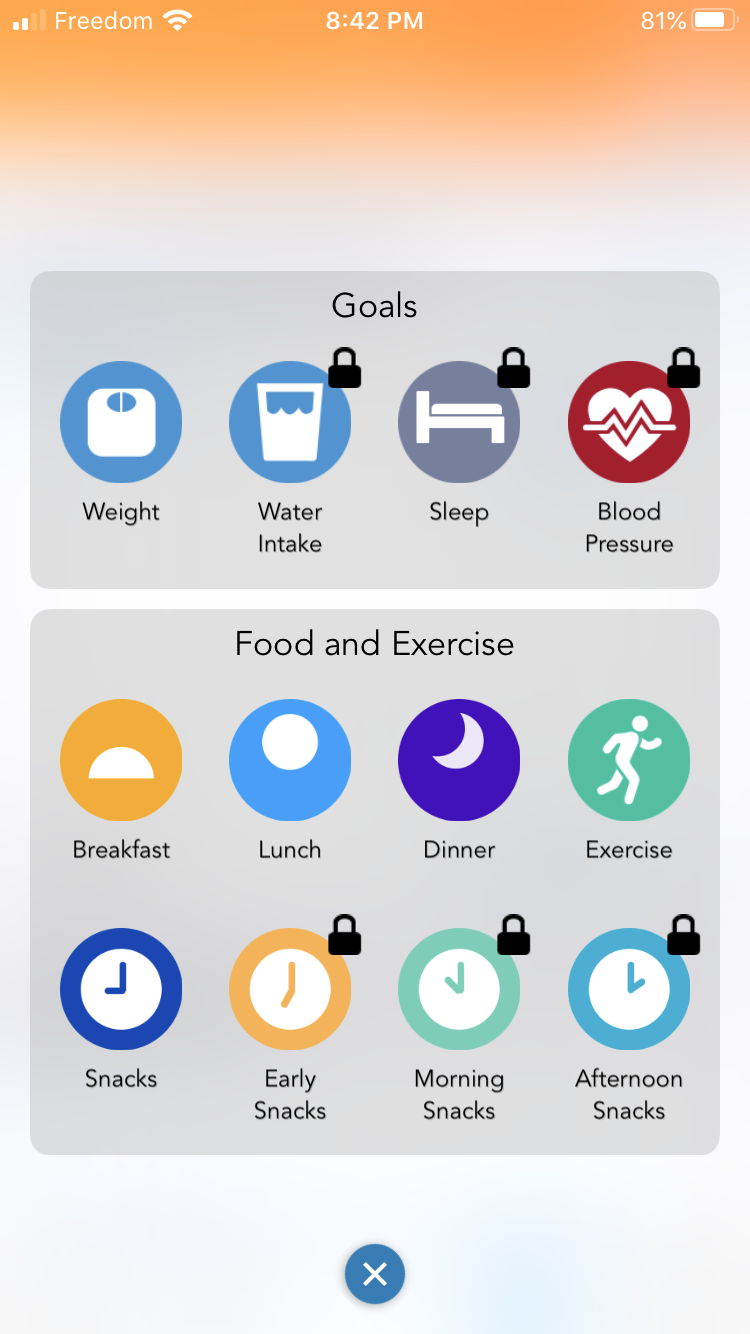 Freedom 8:42 PM 81%
Goals
Weight Water Sleep Blood
Intake Pressure
Food and Exercise
Breakfast Lunch Dinner Exercise
Snacks Early Morning Afternoon
Snacks Snacks Snacks